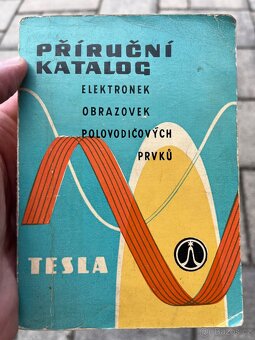 PŘÍRUČNÍ
KATALOG
ELEKTRONEK
OBRAZOVEK
POLOVODIČOVÝCH
PRVKŮ
TESLA